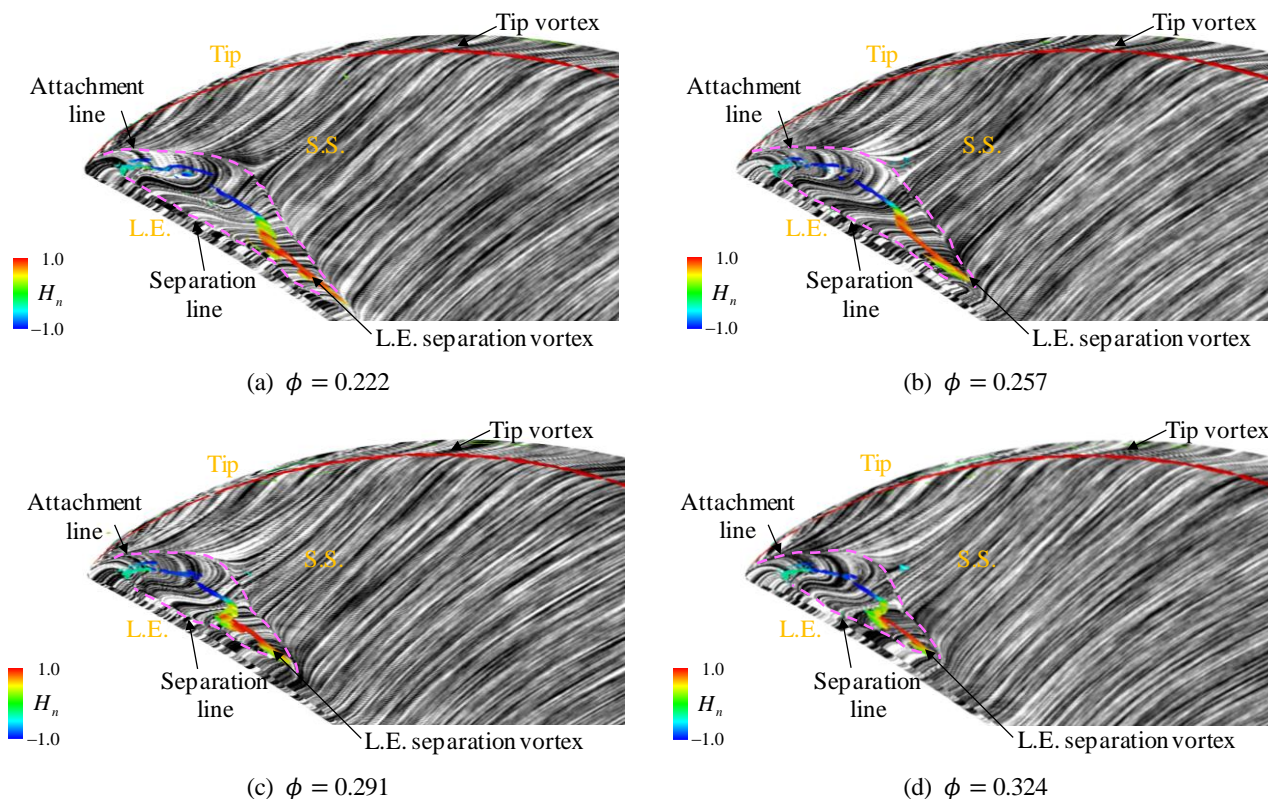 Tip vortex
Tip
Attachment
line
S.S.
L.E.
1.0
H_n
−1.0
Separation
line
L.E. separation vortex
(a) ϕ = 0.222
Tip vortex
Tip
Attachment
line
S.S.
L.E.
1.0
H_n
−1.0
Separation
line
L.E. separation vortex
(b) ϕ = 0.257
Tip vortex
Tip
Attachment
line
S.S.
L.E.
1.0
H_n
−1.0
Separation
line
L.E. separation vortex
(c) ϕ = 0.291
Tip vortex
Tip
Attachment
line
S.S.
L.E.
1.0
H_n
−1.0
Separation
line
L.E. separation vortex
(d) ϕ = 0.324